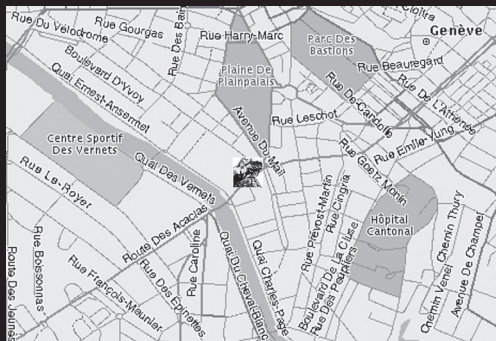 Rue Du Vélodrome
Rue Gourgas
Rue Des Bains
Rue Harry-Marc
Parc Des
Bastions
Genève
Boulevard D'Yvoy
Quai Ernest-Ansermet
Plaine De
Plainpalais
Rue Beauregard
Rue De-Candolle
Rue De L'Athénée
Avenue Du Mail
Rue Leschot
Rue Emile-Yung
Centre Sportif
Des Vernets
Quai Des Vernets
Rue Goetz-Monin
Rue Le-Royer
Route Des Acacias
Rue Prévost-Martin
Rue Cingria
Hôpital
Cantonal
Chemin Thury
Chemin Venel
Avenue De Champel
Rue Boissonnas
Route Des Jeunes
Rue François-Meunier
Rue Des Epinettes
Rue Caroline
Quai Du Cheval-Blanc
Quai Charles-Page
Boulevard De La Cluse
Rue Des Peupliers